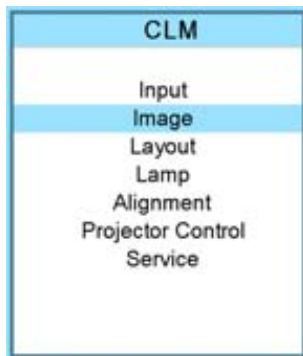 CLM
Input
Image
Layout
Lamp
Alignment
Projector Control
Service